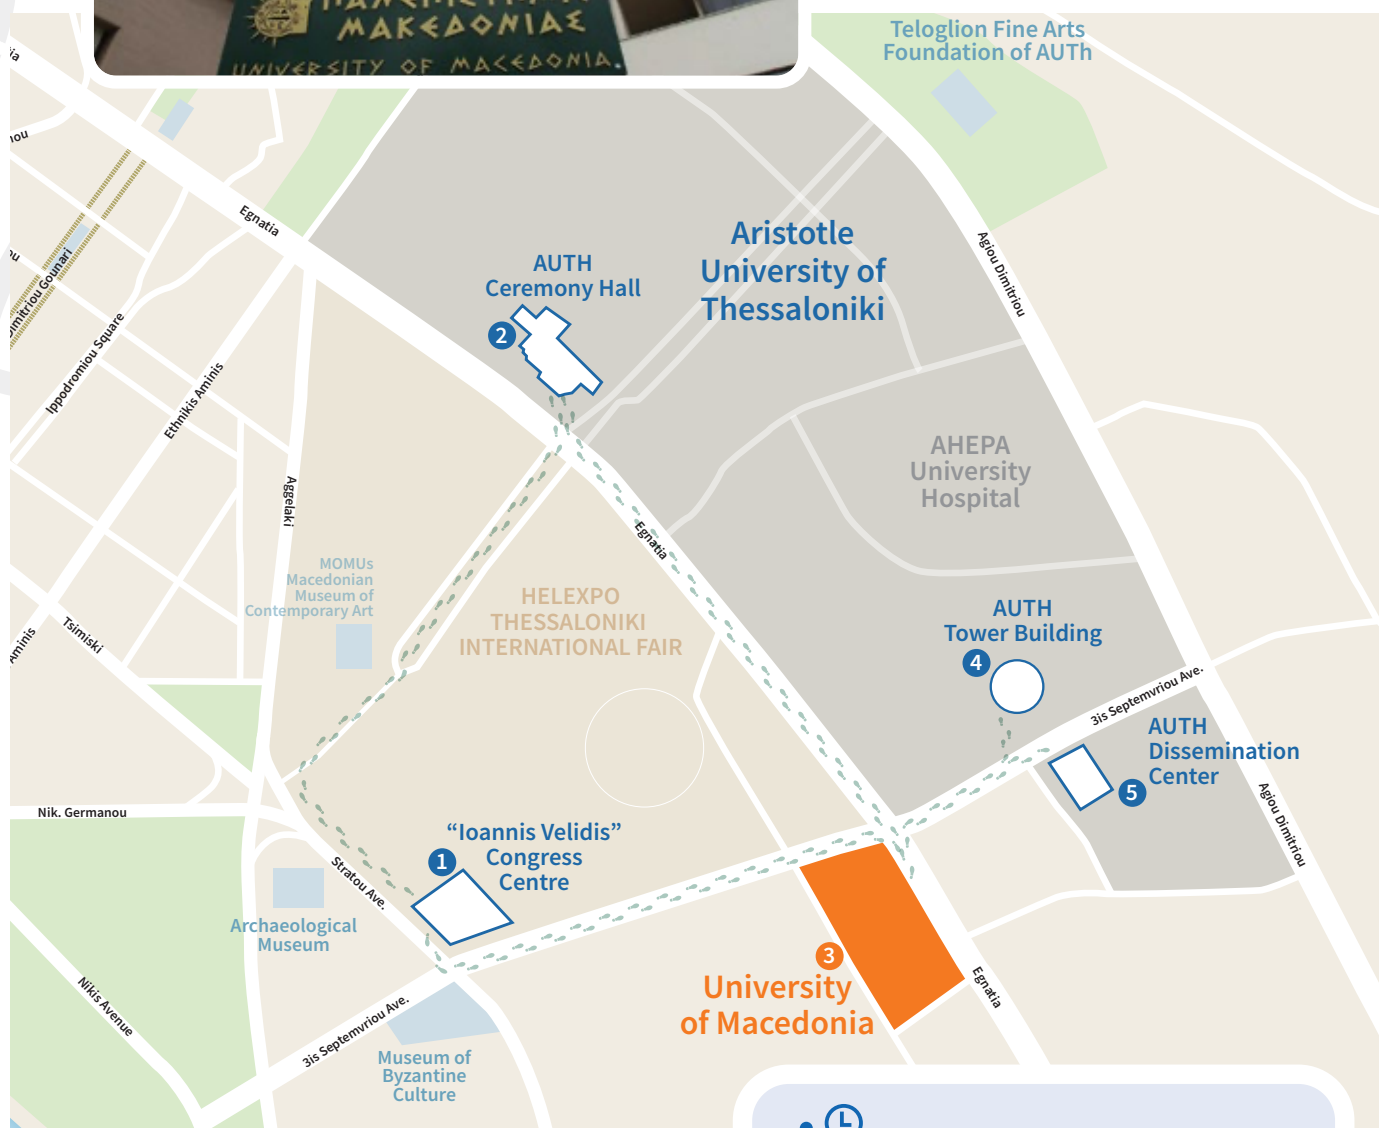 ΜΑΚΕΔΟΝΙΑΣ
UNIVERSITY OF MACEDONIA
Teloglion Fine Arts
Foundation of AUTh
Egnatia
Aristotle
University of
Thessaloniki
Agiou Dimitriou
AUTH
Ceremony Hall
2
Dimitriou Gounari
Ippodromiou Square
Ethnikis Aminis
Aggelaki
AHEPA
University
Hospital
Egnatia
MOMUs
Macedonian
Museum of
Contemporary Art
HELEXPO
THESSALONIKI
INTERNATIONAL FAIR
AUTH
Tower Building
4
Tsimiski
Aminis
3is Septemvriou Ave.
AUTH
Dissemination
Center
5
Agiou Dimitriou
Nik. Germanou
“Ioannis Velidis”
Congress
Centre
1
Stratou Ave.
Archaeological
Museum
3
University
of Macedonia
Egnatia
Nikis Avenue
3is Septemvriou Ave.
Museum of
Byzantine
Culture